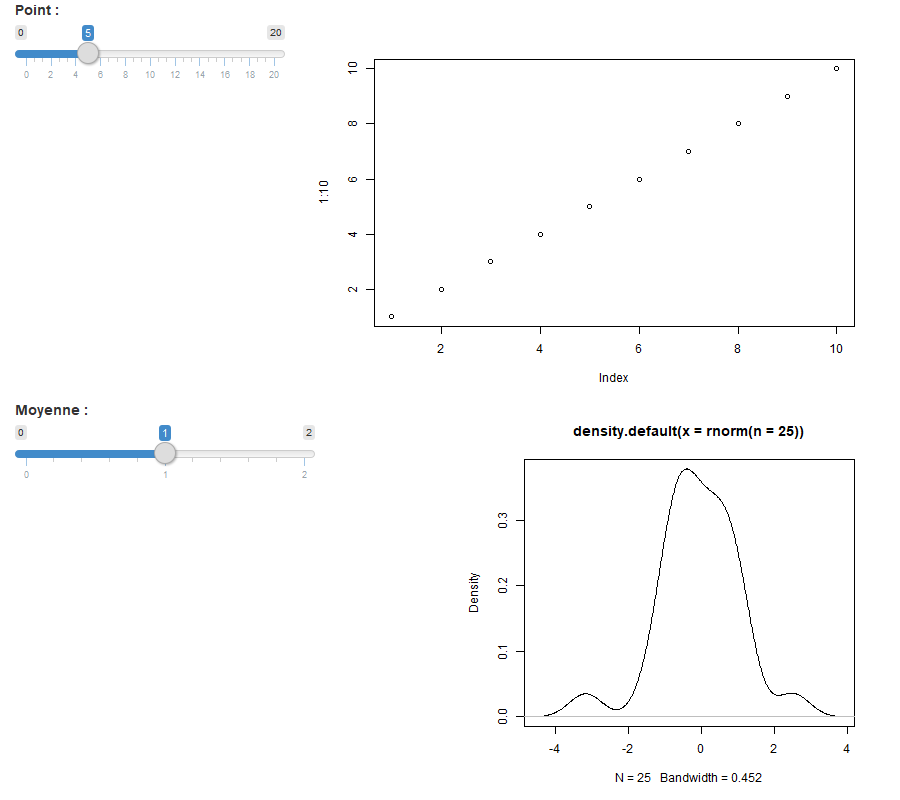 Point :
0 5 20
0 2 4 6 8 10 12 14 16 18 20
10
8
6
4
2
1:10
2 4 6 8 10
Index
Moyenne :
0 1 2
0 1 2
density.default(x = rnorm(n = 25))
0.3
0.2
0.1
0.0
Density
-4 -2 0 2 4
N = 25 Bandwidth = 0.452